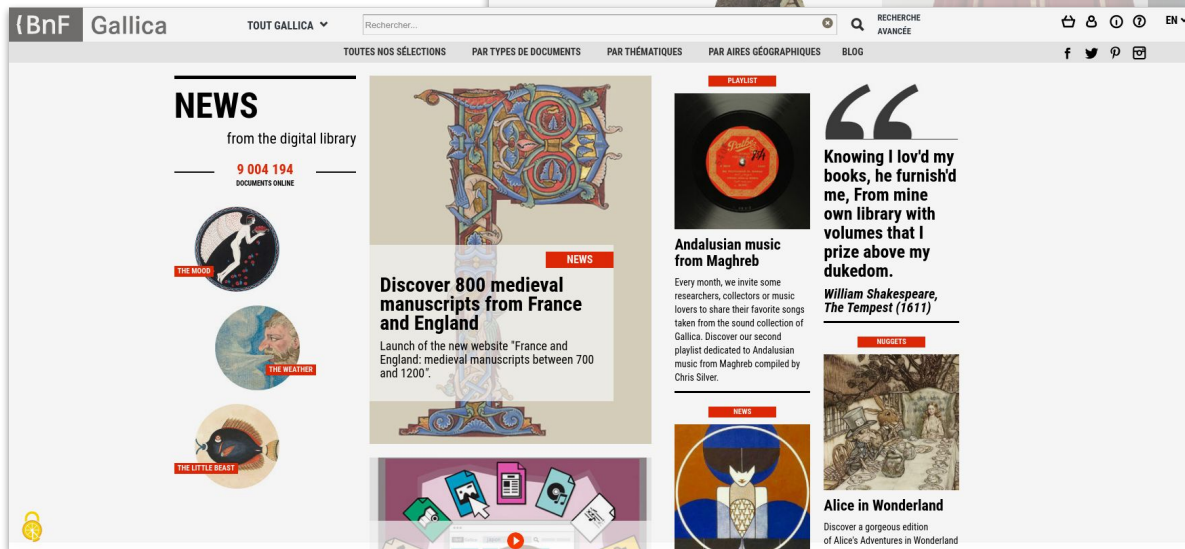 {BnF Gallica
TOUT GALLICA
Rechercher...
RECHERCHE
AVANCÉE
EN
TOUTES NOS SÉLECTIONS
PAR TYPES DE DOCUMENTS
PAR THÉMATIQUES
PAR AIRES GÉOGRAPHIQUES
BLOG
NEWS
from the digital library
9 004 194
DOCUMENTS ONLINE
THE MOOD
THE WEATHER
THE LITTLE BEAST
NEWS
Discover 800 medieval
manuscripts from France
and England
Launch of the new website "France and
England: medieval manuscripts between 700
and 1200".
PLAYLIST
Andalusian music
from Maghreb
Every month, we invite some
researchers, collectors or music
lovers to share their favorite songs
taken from the sound collection of
Gallica. Discover our second
playlist dedicated to Andalusian
music from Maghreb compiled by
Chris Silver.
NEWS
Knowing I lov'd my
books, he furnish'd
me, From mine
own library with
volumes that I
prize above my
dukedom.
William Shakespeare,
The Tempest (1611)
NUGGETS
Alice in Wonderland
Discover a gorgeous edition
of Alice's Adventures in Wonderland